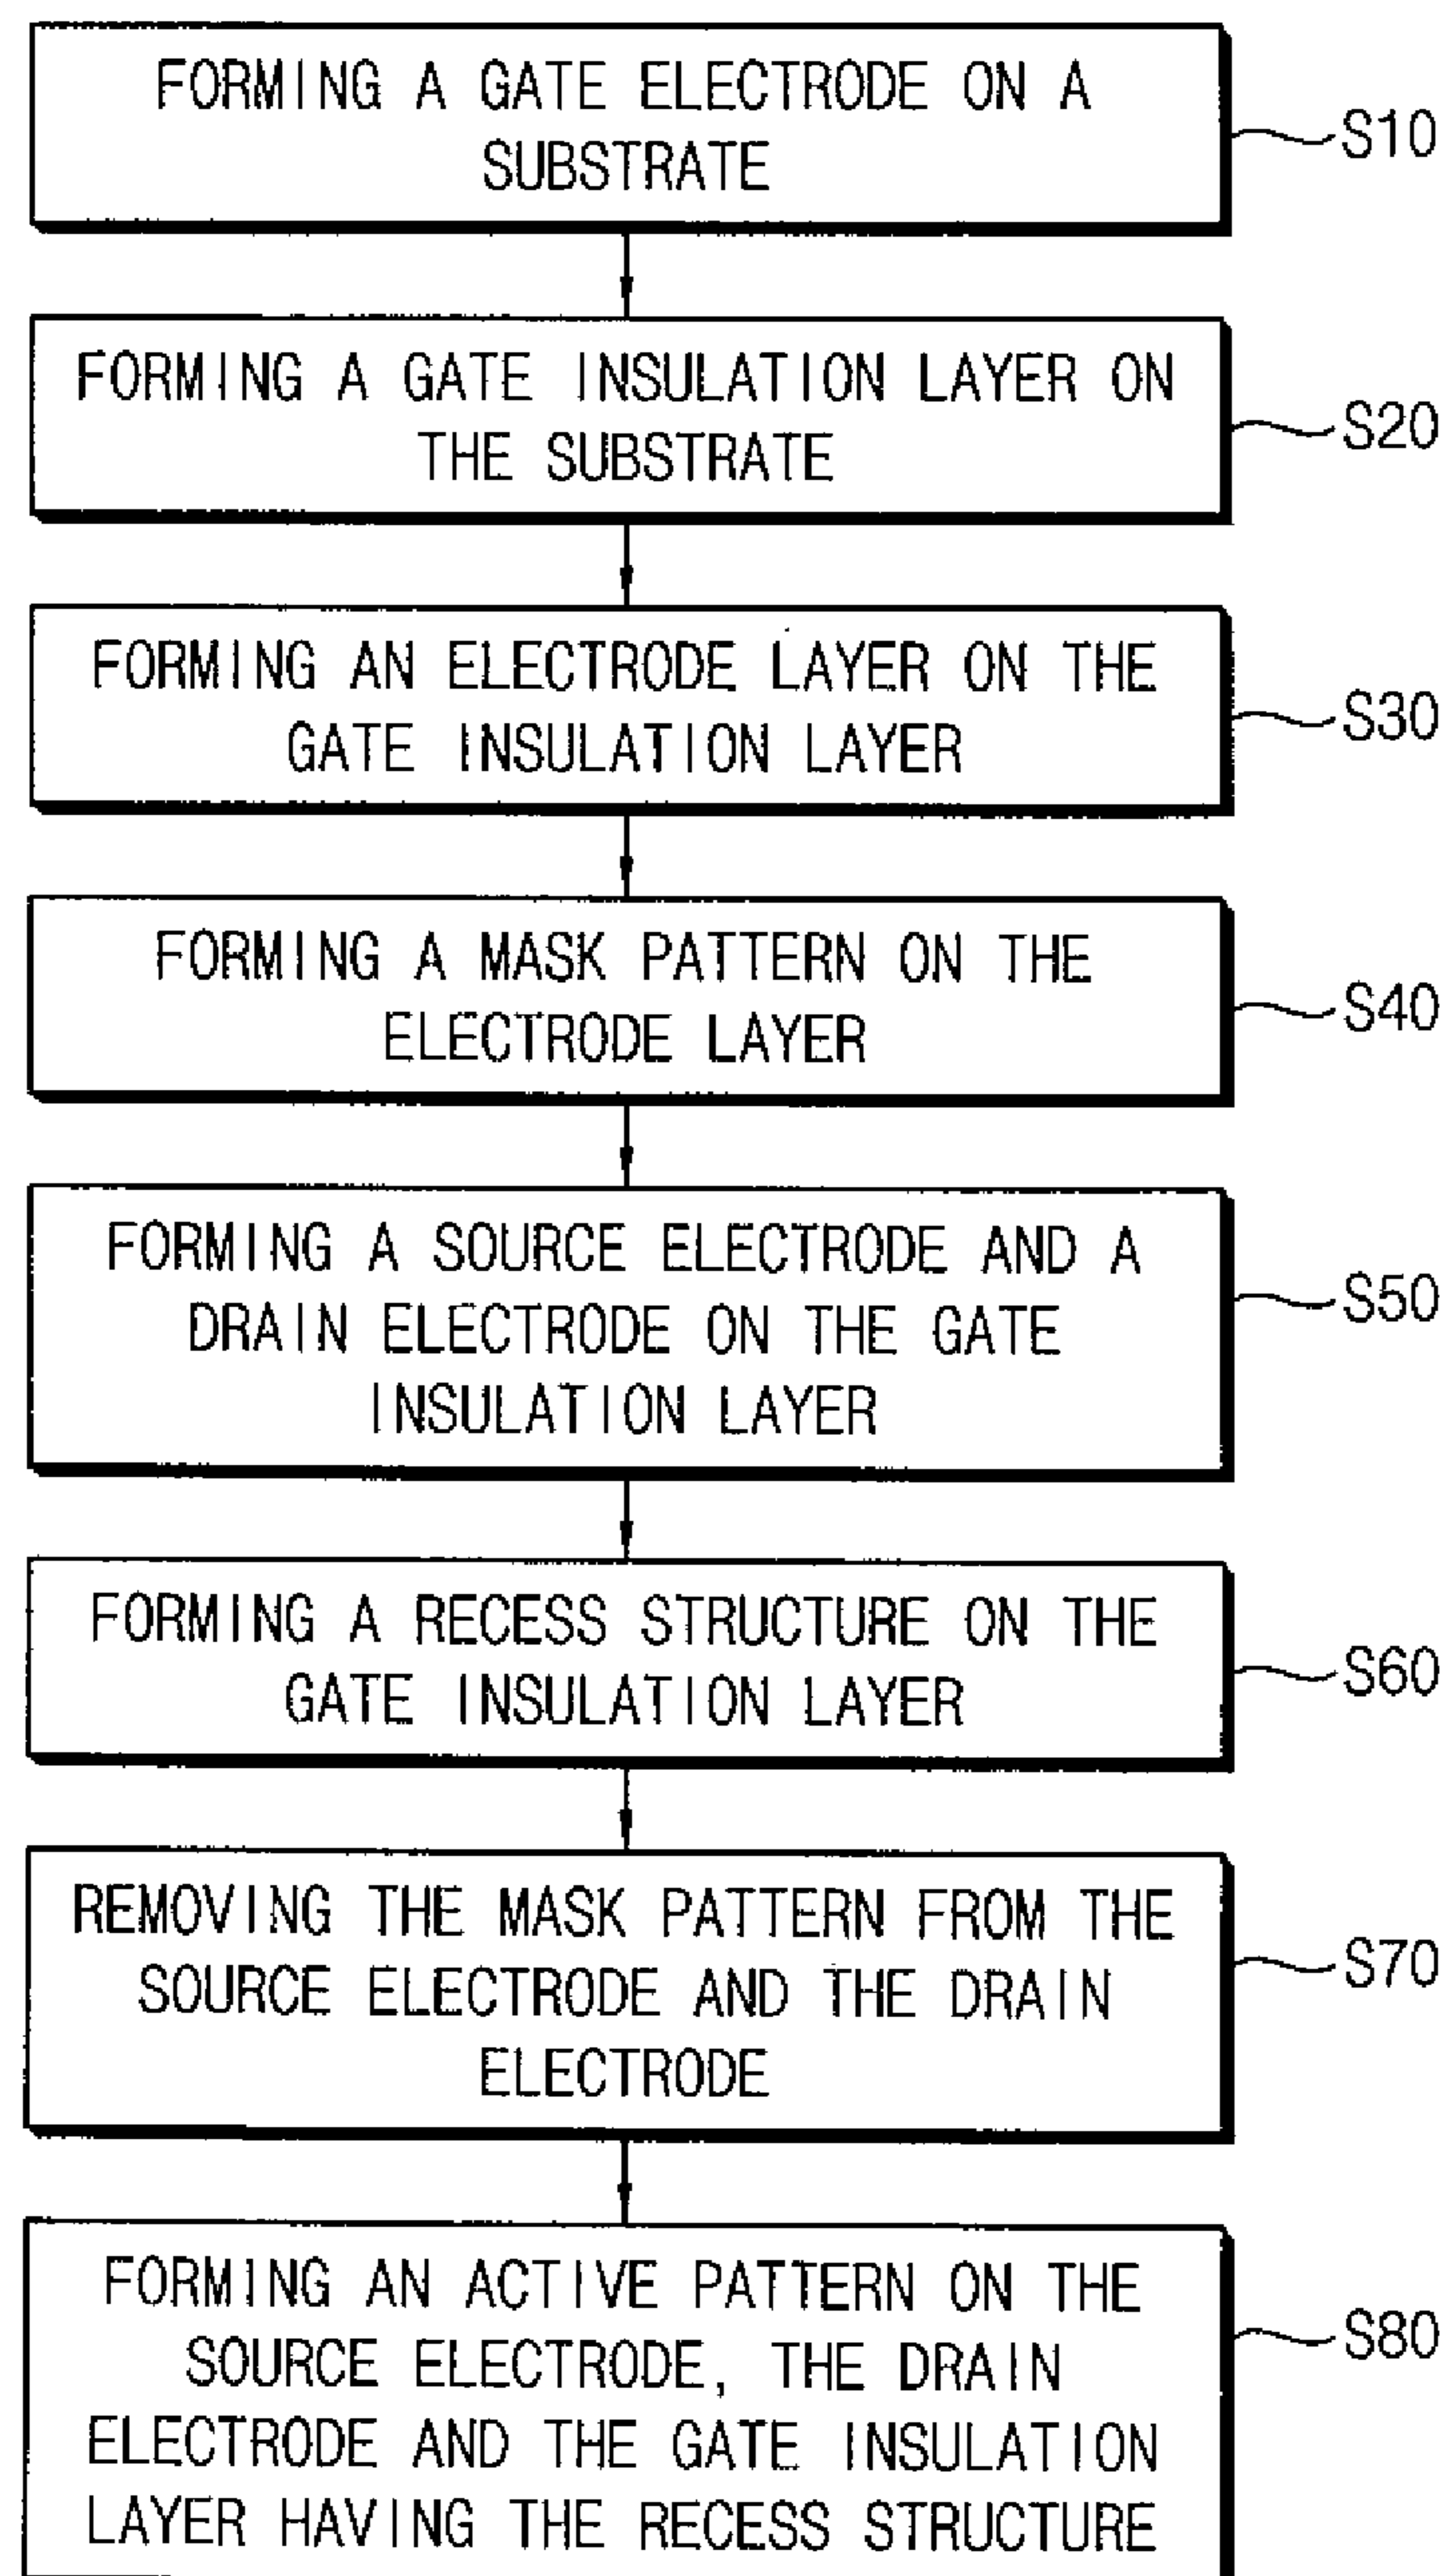 FORMING A GATE ELECTRODE ON A
SUBSTRATE
S10
FORMING A GATE INSULATION LAYER ON
THE SUBSTRATE
S20
FORMING AN ELECTRODE LAYER ON THE
GATE INSULATION LAYER
S30
FORMING A MASK PATTERN ON THE
ELECTRODE LAYER
S40
FORMING A SOURCE ELECTRODE AND A
DRAIN ELECTRODE ON THE GATE
INSULATION LAYER
S50
FORMING A RECESS STRUCTURE ON THE
GATE INSULATION LAYER
S60
REMOVING THE MASK PATTERN FROM THE
SOURCE ELECTRODE AND THE DRAIN
ELECTRODE
S70
FORMING AN ACTIVE PATTERN ON THE
SOURCE ELECTRODE, THE DRAIN
ELECTRODE AND THE GATE INSULATION
LAYER HAVING THE RECESS STRUCTURE
S80